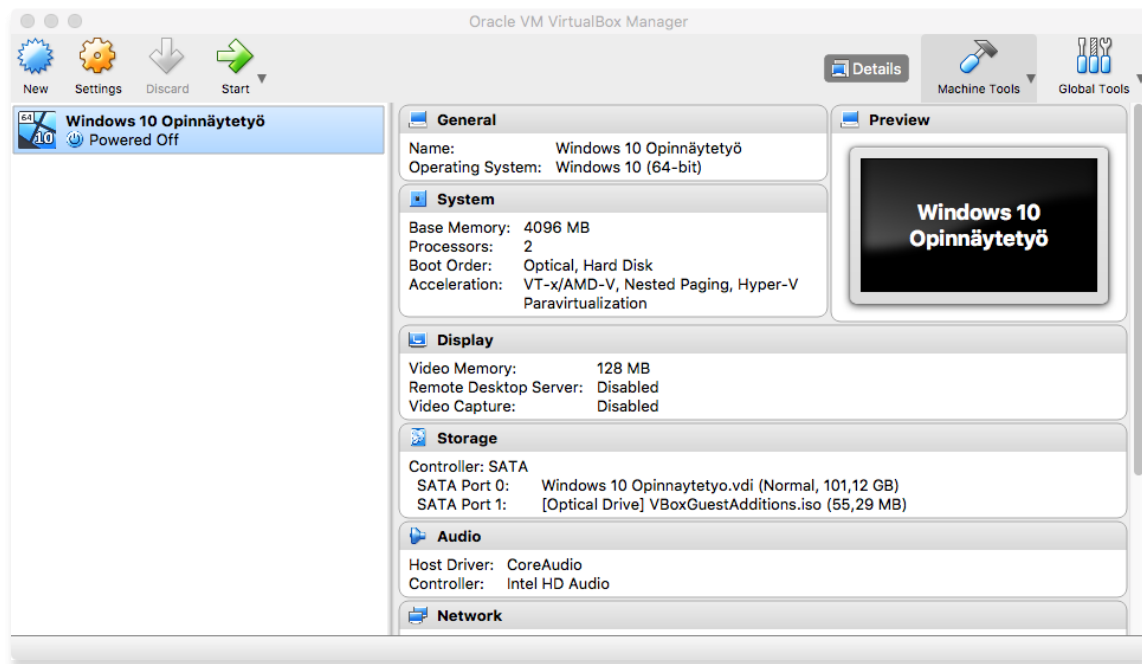 Oracle VM VirtualBox Manager
New Settings Discard Start Details Machine Tools Global Tools
64
10
Windows 10 Opinnäytetyö
Powered Off
General
Name: Windows 10 Opinnäytetyö
Operating System: Windows 10 (64-bit)
Preview
Windows 10
Opinnäytetyö
System
Base Memory: 4096 MB
Processors: 2
Boot Order: Optical, Hard Disk
Acceleration: VT-x/AMD-V, Nested Paging, Hyper-V
Paravirtualization
Display
Video Memory: 128 MB
Remote Desktop Server: Disabled
Video Capture: Disabled
Storage
Controller: SATA
SATA Port 0: Windows 10 Opinnaytetyo.vdi (Normal, 101,12 GB)
SATA Port 1: [Optical Drive] VBoxGuestAdditions.iso (55,29 MB)
Audio
Host Driver: CoreAudio
Controller: Intel HD Audio
Network